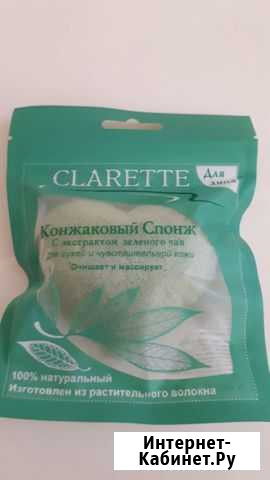 CLARETTE
Для
лица
Конжаковый Спонж
С экстрактом зеленого чая
для сухой и чувствительной кожи
Очищает и массирует
100% натуральный
Изготовлен из растительного волокна
Интернет-
Кабинет.Ру